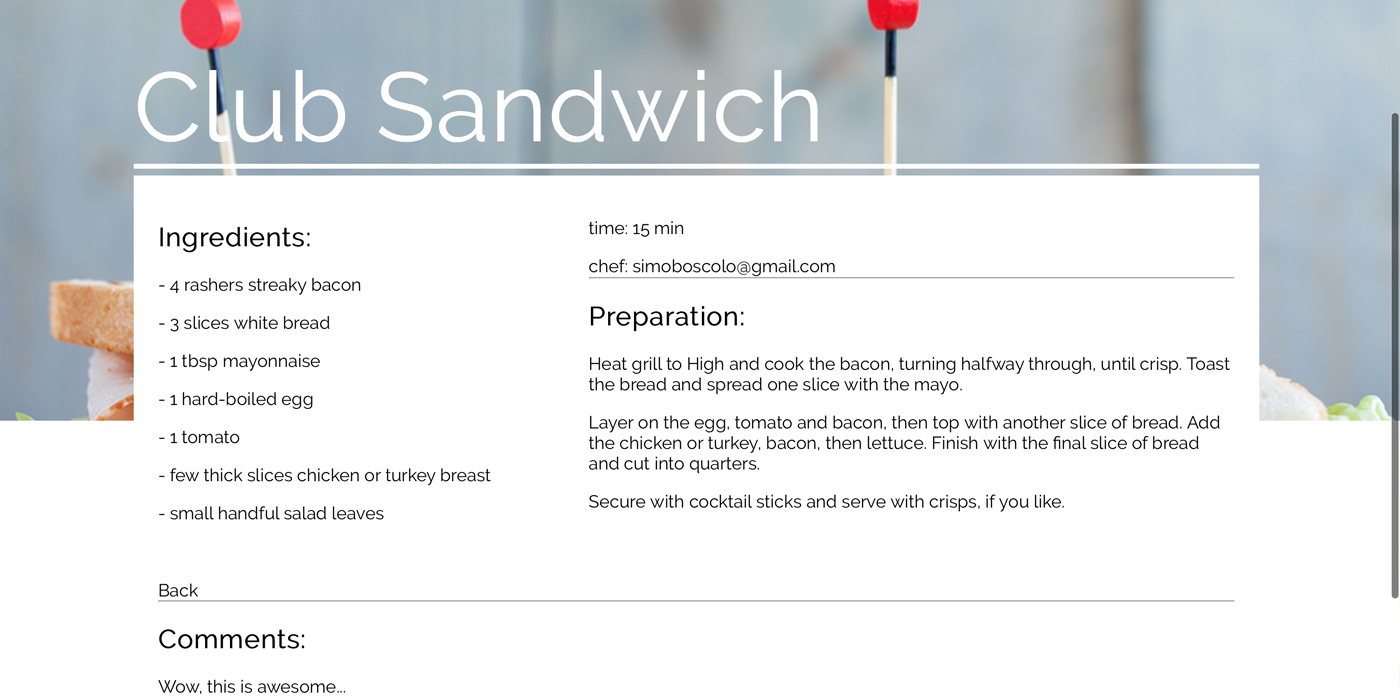 Club Sandwich
Ingredients:
- 4 rashers streaky bacon
- 3 slices white bread
- 1 tbsp mayonnaise
- 1 hard-boiled egg
- 1 tomato
- few thick slices chicken or turkey breast
- small handful salad leaves
time: 15 min
chef: simoboscolo@gmail.com
Preparation:
Heat grill to High and cook the bacon, turning halfway through, until crisp. Toast
the bread and spread one slice with the mayo.
Layer on the egg, tomato and bacon, then top with another slice of bread. Add
the chicken or turkey, bacon, then lettuce. Finish with the final slice of bread
and cut into quarters.
Secure with cocktail sticks and serve with crisps, if you like.
Back
Comments:
Wow, this is awesome...